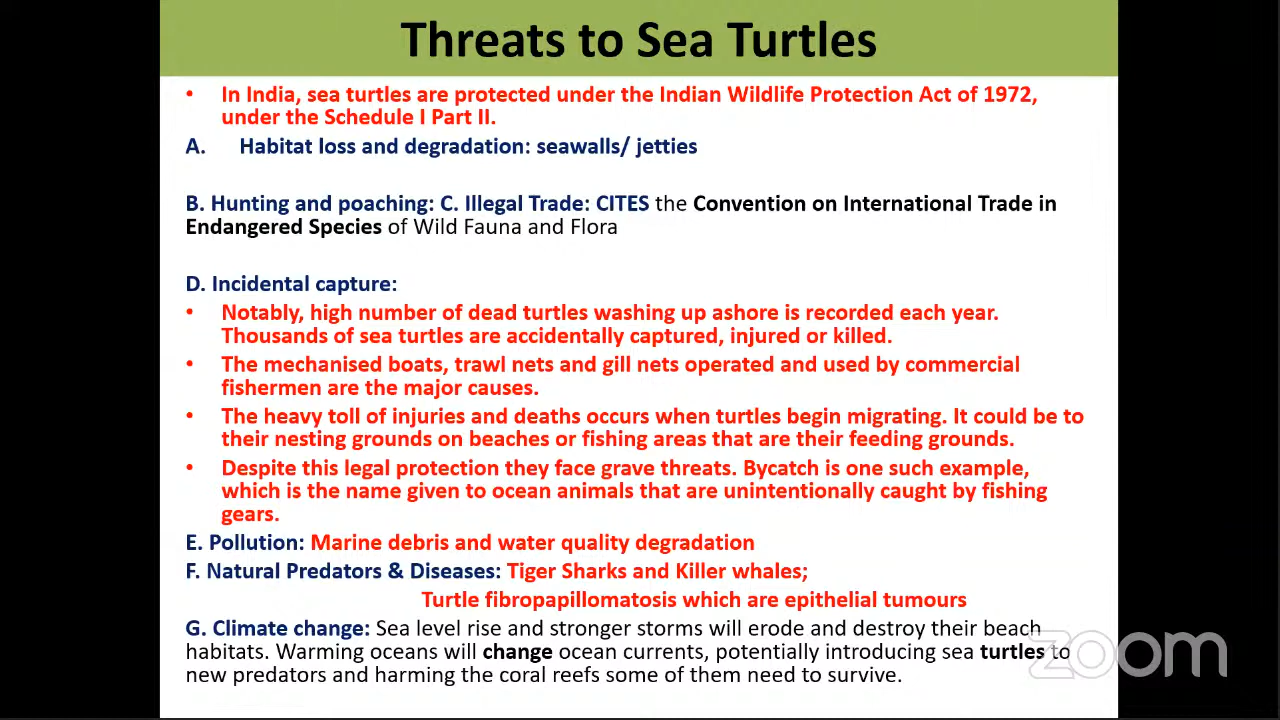 Threats to Sea Turtles
• In India, sea turtles are protected under the Indian Wildlife Protection Act of 1972,
under the Schedule I Part II.
A. Habitat loss and degradation: seawalls/ jetties
B. Hunting and poaching: C. Illegal Trade: CITES the Convention on International Trade in
Endangered Species of Wild Fauna and Flora
D. Incidental capture:
• Notably, high number of dead turtles washing up ashore is recorded each year.
Thousands of sea turtles are accidentally captured, injured or killed.
• The mechanised boats, trawl nets and gill nets operated and used by commercial
fishermen are the major causes.
• The heavy toll of injuries and deaths occurs when turtles begin migrating. It could be to
their nesting grounds on beaches or fishing areas that are their feeding grounds.
• Despite this legal protection they face grave threats. Bycatch is one such example,
which is the name given to ocean animals that are unintentionally caught by fishing
gears.
E. Pollution: Marine debris and water quality degradation
F. Natural Predators & Diseases: Tiger Sharks and Killer whales;
Turtle fibropapillomatosis which are epithelial tumours
G. Climate change: Sea level rise and stronger storms will erode and destroy their beach
habitats. Warming oceans will change ocean currents, potentially introducing sea turtles to
new predators and harming the coral reefs some of them need to survive.
zoom